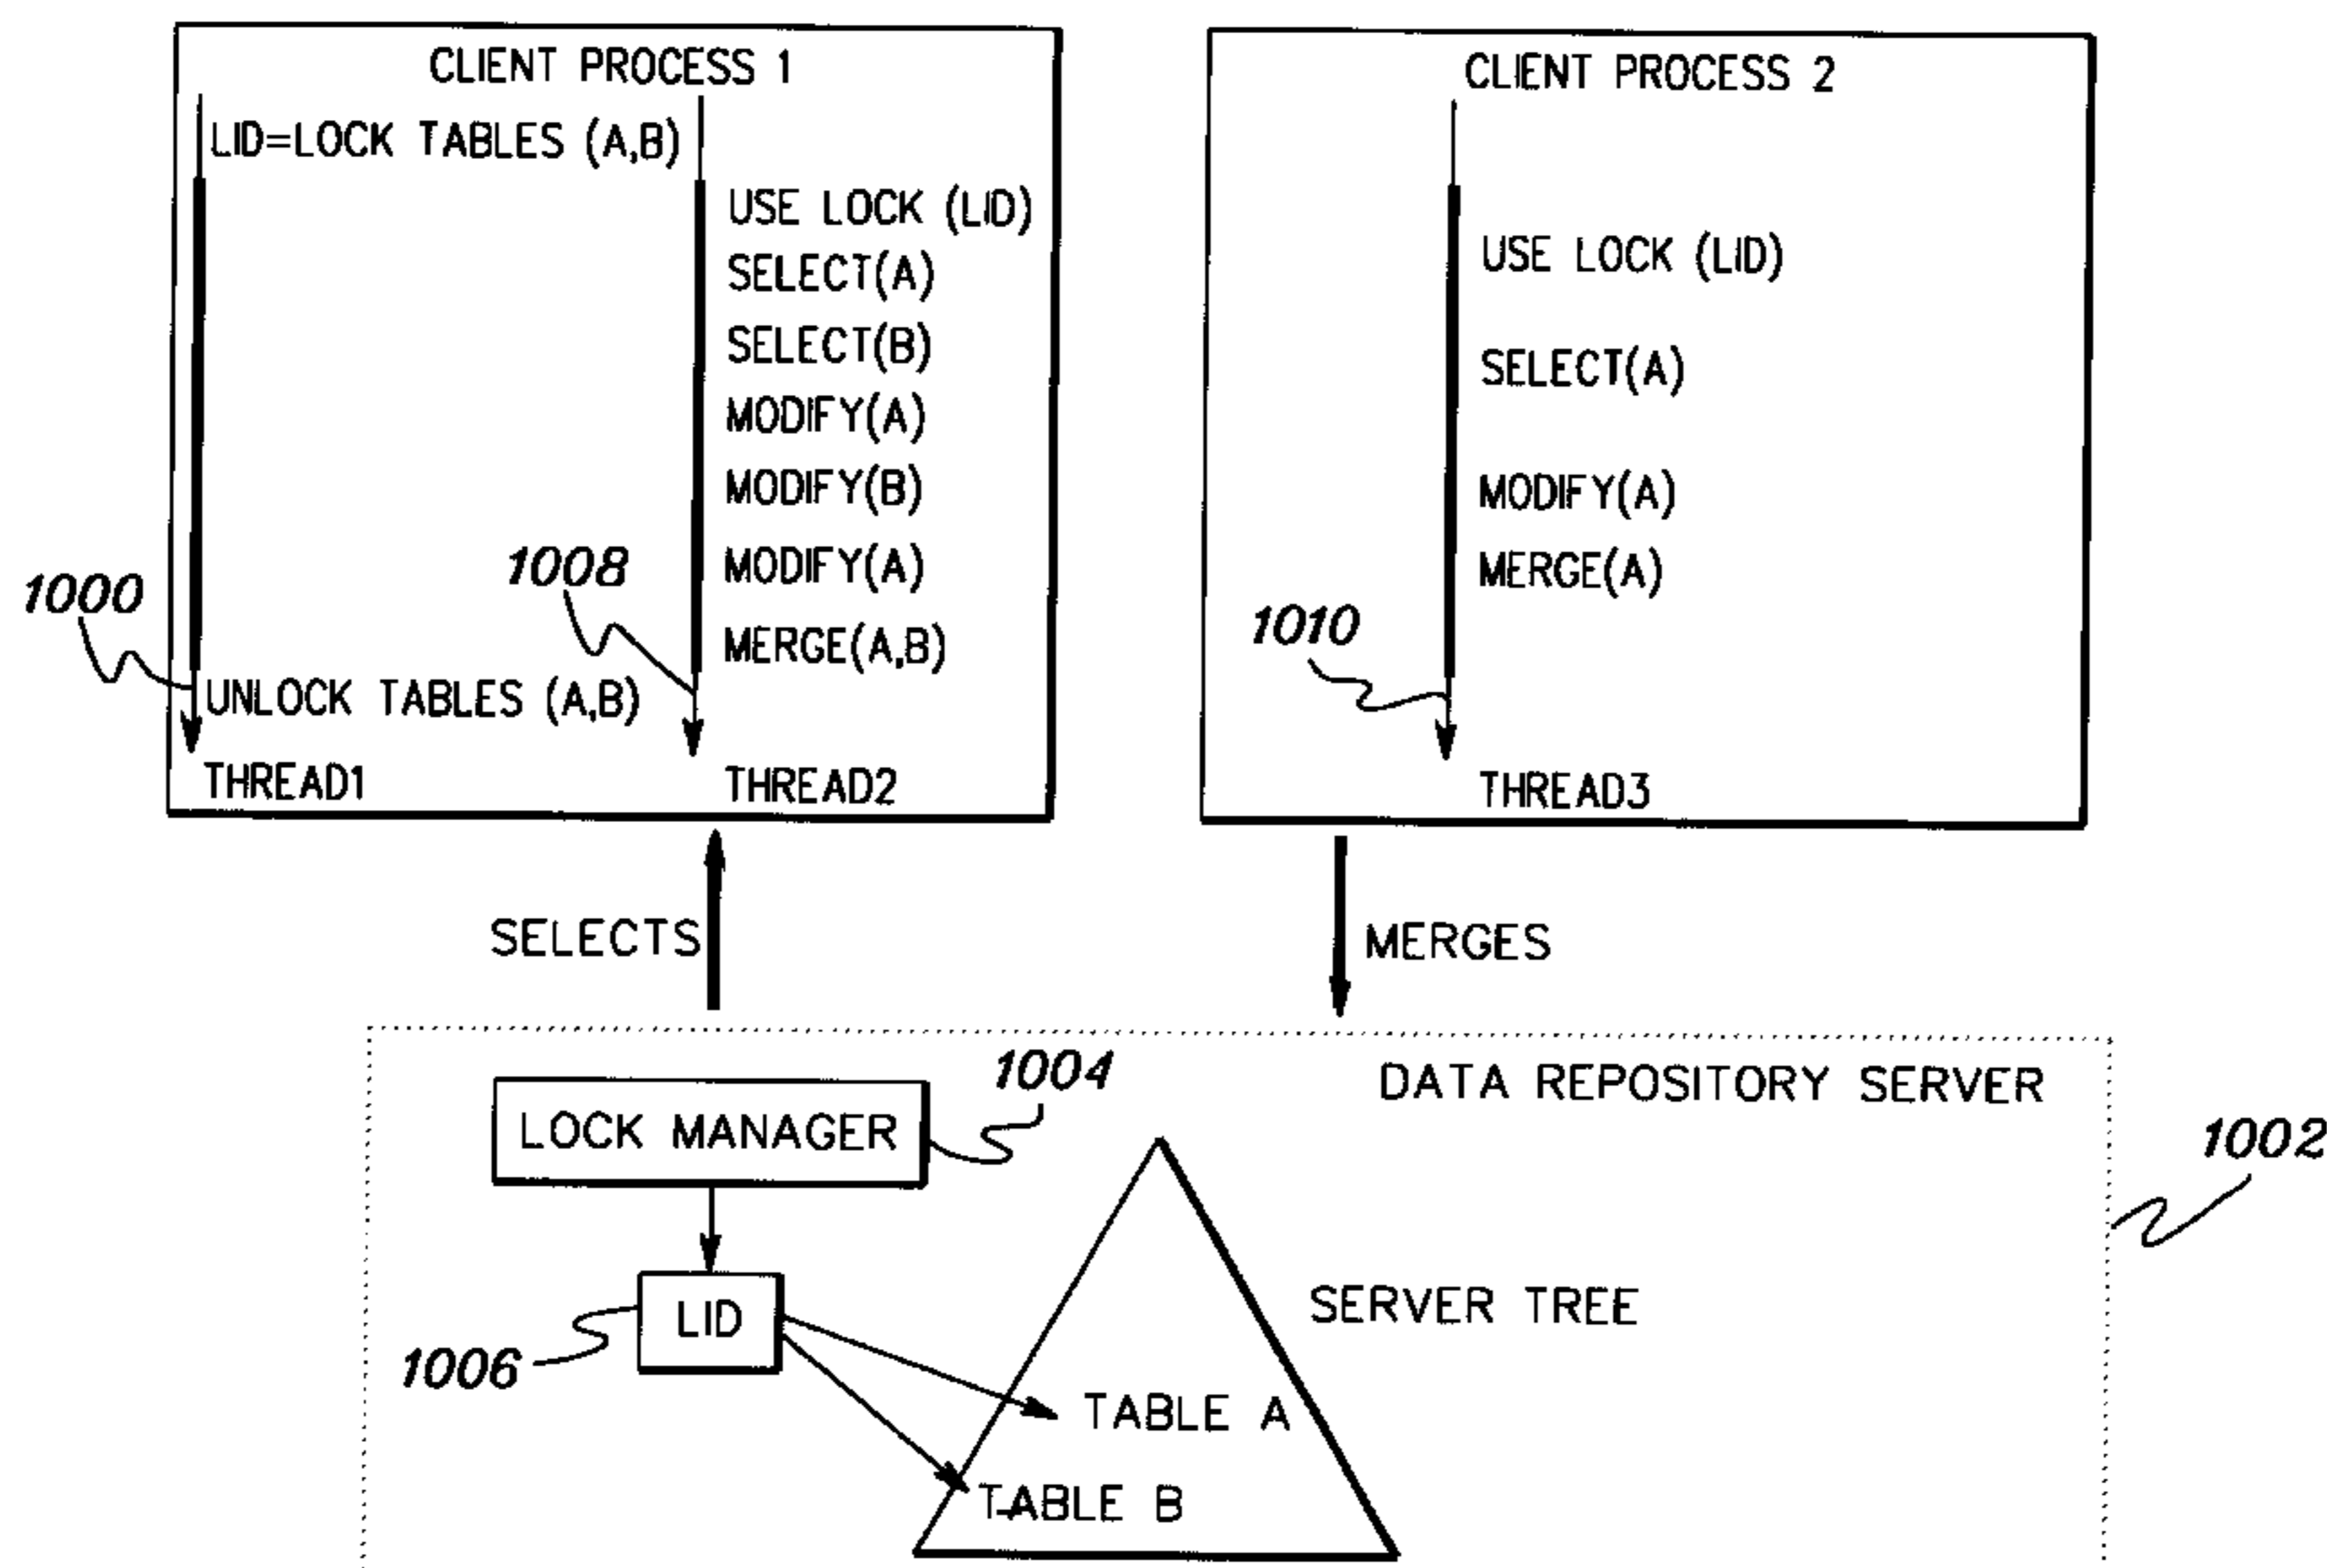 CLIENT PROCESS 1
LID=LOCK TABLES (A,B)
USE LOCK (LID)
SELECT(A)
SELECT(B)
MODIFY(A)
MODIFY(B)
MODIFY(A)
MERGE(A,B)
1000
1008
UNLOCK TABLES (A,B)
THREAD1
THREAD2
CLIENT PROCESS 2
USE LOCK (LID)
SELECT(A)
MODIFY(A)
MERGE(A)
1010
THREAD3
SELECTS
MERGES
DATA REPOSITORY SERVER
1002
LOCK MANAGER
1004
LID
1006
SERVER TREE
TABLE A
TABLE B